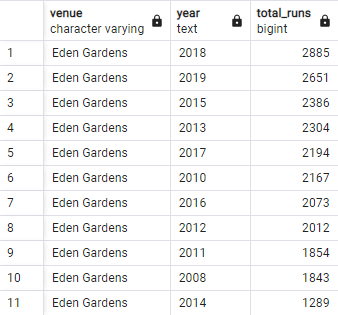 venue year total_runs
character varying text bigint
1 Eden Gardens 2018 2885
2 Eden Gardens 2019 2651
3 Eden Gardens 2015 2386
4 Eden Gardens 2013 2304
5 Eden Gardens 2017 2194
6 Eden Gardens 2010 2167
7 Eden Gardens 2016 2073
8 Eden Gardens 2012 2012
9 Eden Gardens 2011 1854
10 Eden Gardens 2008 1843
11 Eden Gardens 2014 1289